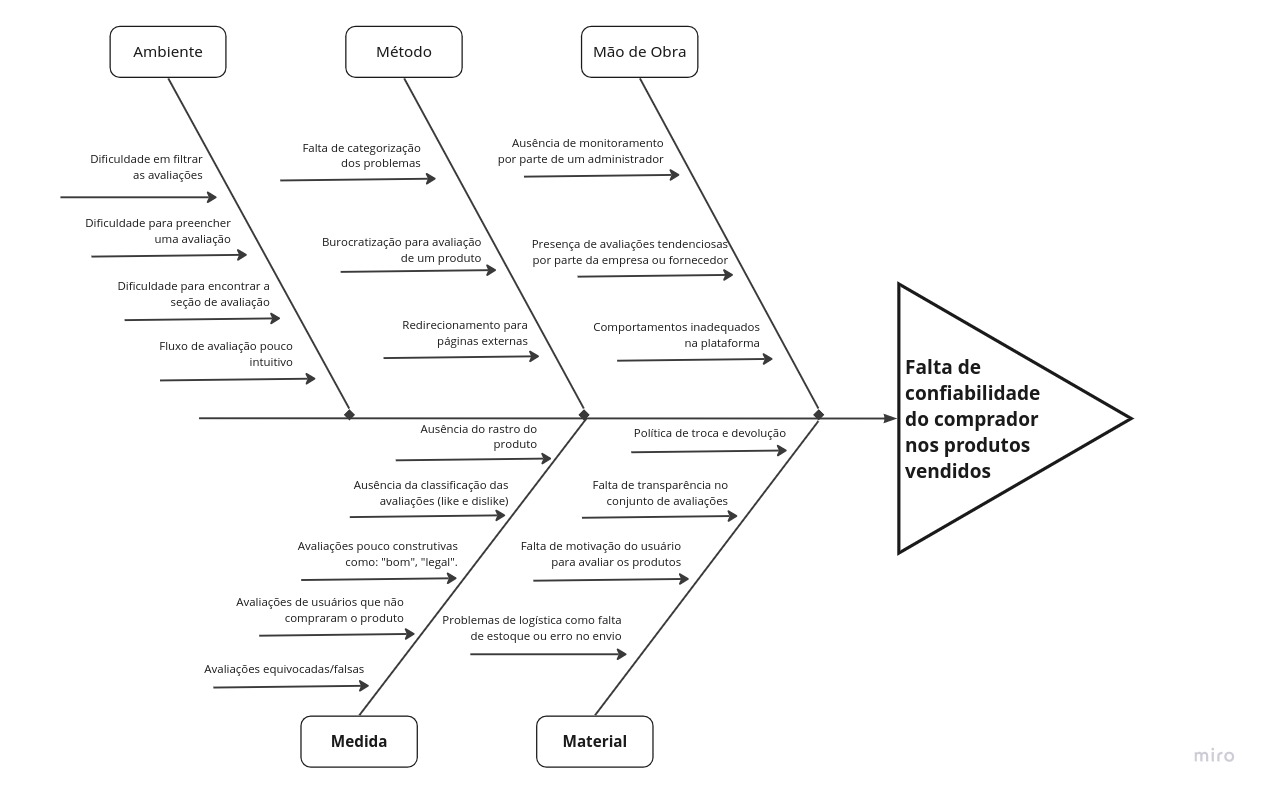 Ambiente
Método
Mão de Obra
Dificuldade em filtrar
as avaliações
Dificuldade para preencher
uma avaliação
Dificuldade para encontrar a
seção de avaliação
Fluxo de avaliação pouco
intuitivo
Falta de categorização
dos problemas
Burocratização para avaliação
de um produto
Redirecionamento para
páginas externas
Ausência de monitoramento
por parte de um administrador
Presença de avaliações tendenciosas
por parte da empresa ou fornecedor
Comportamentos inadequados
na plataforma
Falta de
confiabilidade
do comprador
nos produtos
vendidos
Ausência do rastro do
produto
Ausência da classificação das
avaliações (like e dislike)
Avaliações pouco construtivas
como: "bom", "legal".
Avaliações de usuários que não
compraram o produto
Avaliações equivocadas/falsas
Política de troca e devolução
Falta de transparência no
conjunto de avaliações
Falta de motivação do usuário
para avaliar os produtos
Problemas de logística como falta
de estoque ou erro no envio
Medida
Material
miro